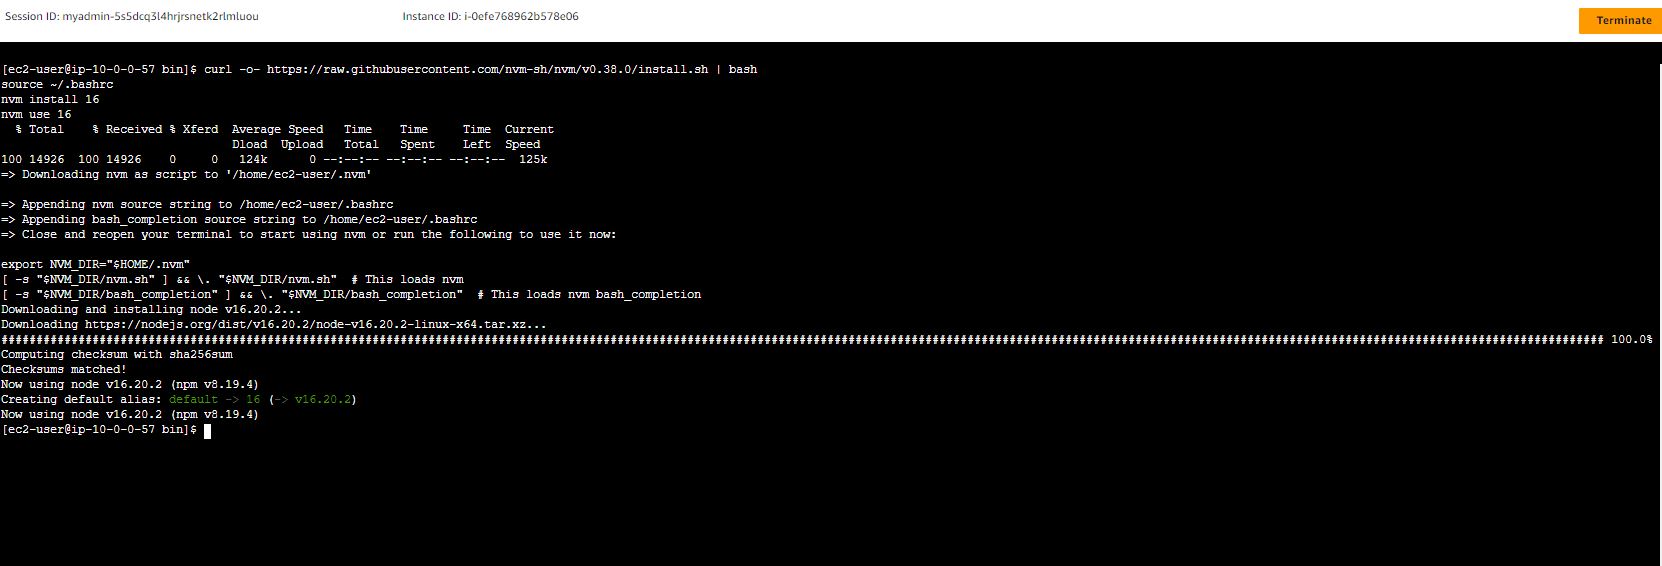 Session ID: myadmin-5s5dcq3l4hrjrsnetk2rlmluou Instance ID: i-0efe768962b578e06 Terminate
[ec2-user@ip-10-0-0-57 bin]$ curl -o- https://raw.githubusercontent.com/nvm-sh/nvm/v0.38.0/install.sh | bash
source ~/.bashrc
nvm install 16
nvm use 16
  % Total    % Received % Xferd  Average Speed   Time    Time     Time  Current
                                 Dload  Upload   Total   Spent    Left  Speed
100 14926  100 14926    0     0   124k      0 --:--:-- --:--:-- --:--:--  125k
=> Downloading nvm as script to '/home/ec2-user/.nvm'
=> Appending nvm source string to /home/ec2-user/.bashrc
=> Appending bash_completion source string to /home/ec2-user/.bashrc
=> Close and reopen your terminal to start using nvm or run the following to use it now:
export NVM_DIR="$HOME/.nvm"
[ -s "$NVM_DIR/nvm.sh" ] && \. "$NVM_DIR/nvm.sh"  # This loads nvm
[ -s "$NVM_DIR/bash_completion" ] && \. "$NVM_DIR/bash_completion"  # This loads nvm bash_completion
Downloading and installing node v16.20.2...
Downloading https://nodejs.org/dist/v16.20.2/node-v16.20.2-linux-x64.tar.xz...
##################################################################################################################################################################################################################################### 100.0%
Computing checksum with sha256sum
Checksums matched!
Now using node v16.20.2 (npm v8.19.4)
Creating default alias: default -> 16 (-> v16.20.2)
Now using node v16.20.2 (npm v8.19.4)
[ec2-user@ip-10-0-0-57 bin]$